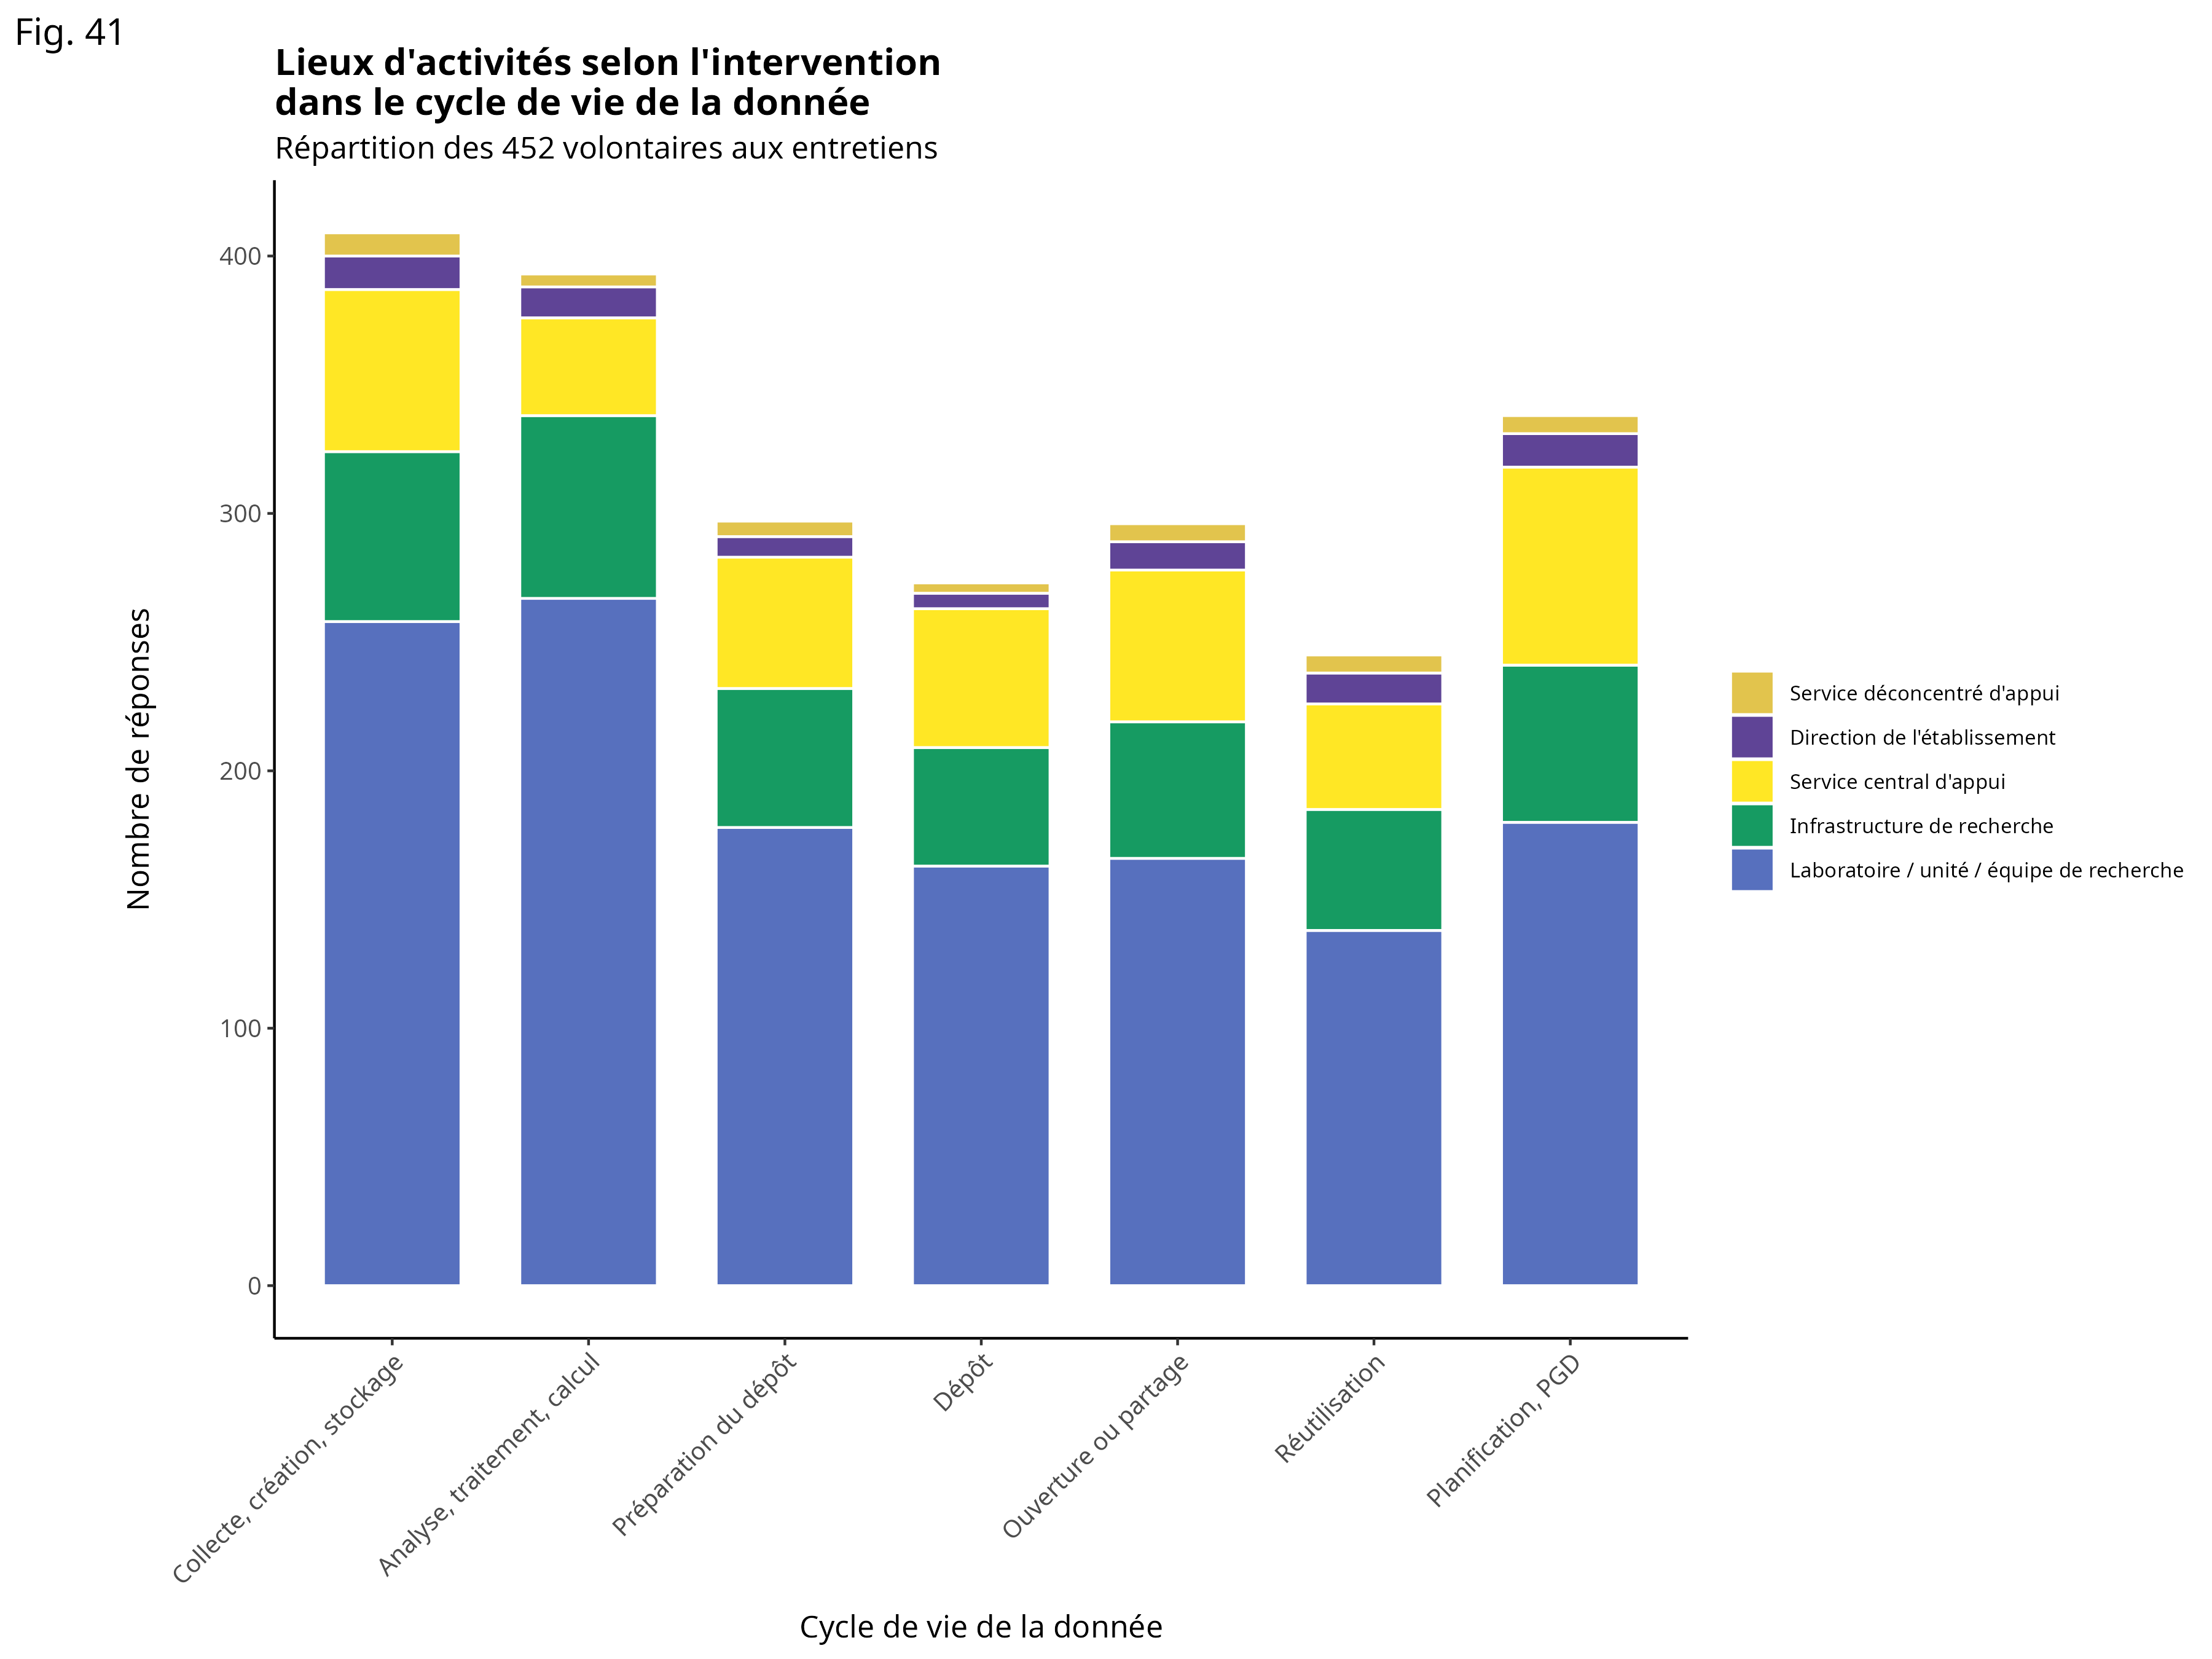 Fig. 41
Lieux d'activités selon l'intervention
dans le cycle de vie de la donnée
Répartition des 452 volontaires aux entretiens
Nombre de réponses
400
300
200
100
0
Collecte, création, stockage
Analyse, traitement, calcul
Préparation du dépôt
Dépôt
Ouverture ou partage
Réutilisation
Planification, PGD
Cycle de vie de la donnée
Service déconcentré d'appui
Direction de l'établissement
Service central d'appui
Infrastructure de recherche
Laboratoire / unité / équipe de recherche